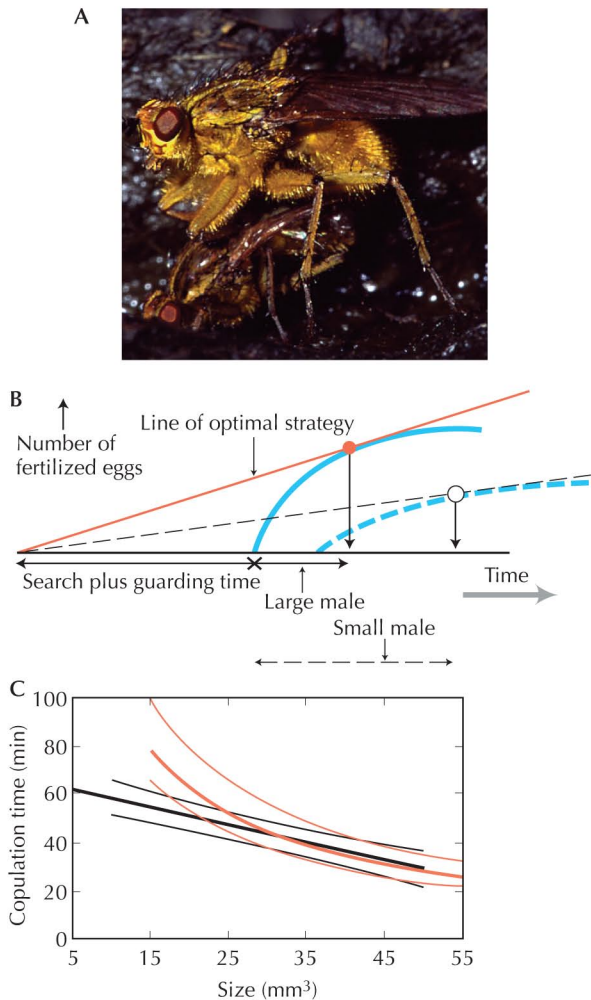 A
B
Number of
fertilized eggs
Line of optimal strategy
Search plus guarding time
Large male
Time
Small male
C
Copulation time (min)
100
80
60
40
20
0
5 15 25 35 45 55
Size (mm³)